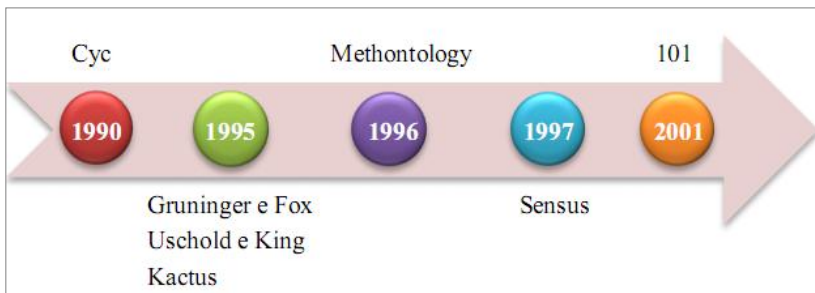 Cyc Methontology 101
1990 1995 1996 1997 2001
Gruninger e Fox Sensus
Uschold e King
Kactus